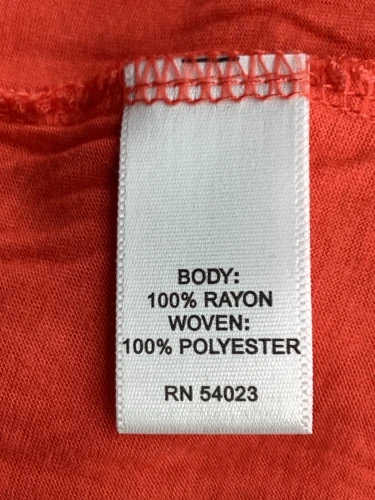 BODY:
100% RAYON
WOVEN:
100% POLYESTER
RN 54023